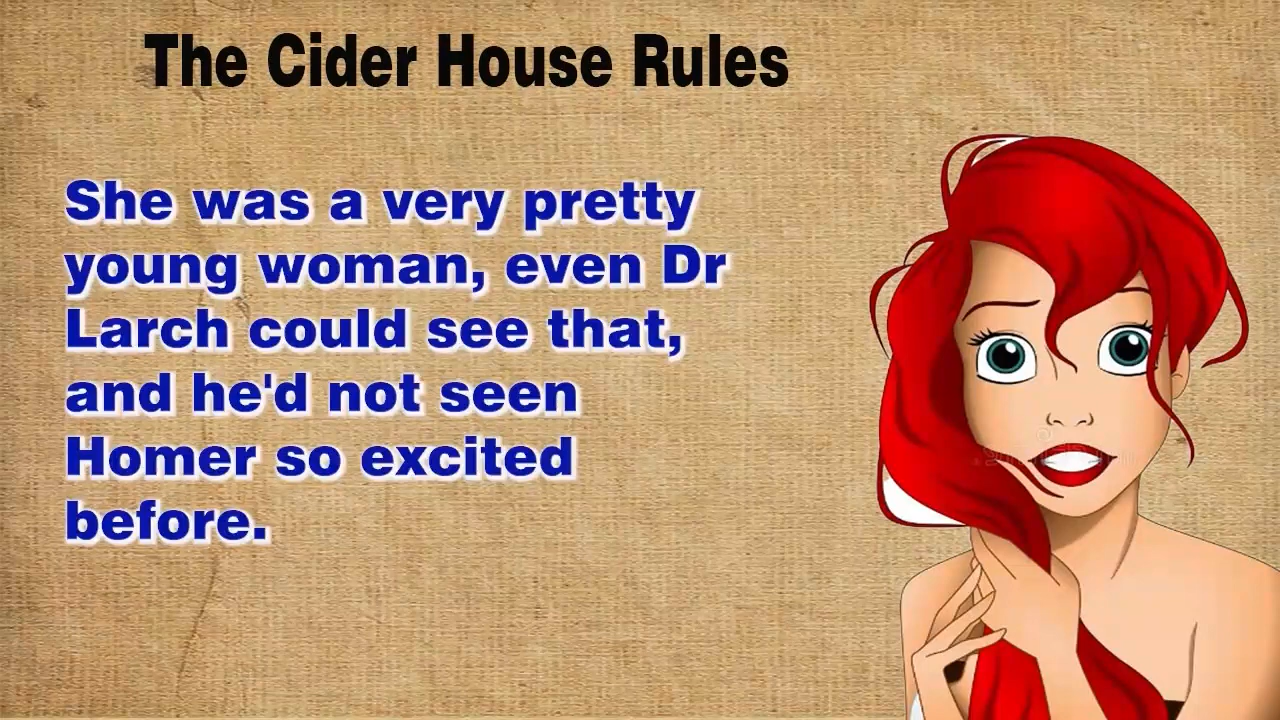 The Cider House Rules
She was a very pretty
young woman, even Dr
Larch could see that,
and he'd not seen
Homer so excited
before.